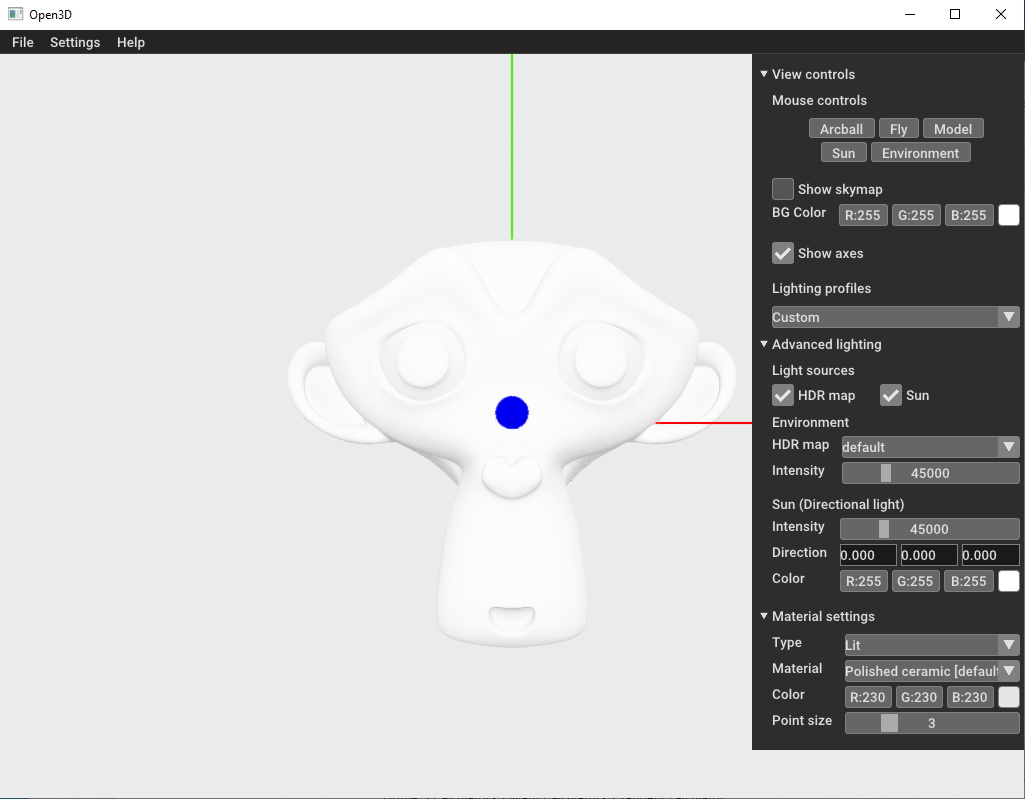 Open3D
File Settings Help
View controls
Mouse controls
Arcball Fly Model
Sun Environment
Show skymap
BG Color R:255 G:255 B:255
Show axes
Lighting profiles
Custom
Advanced lighting
Light sources
HDR map Sun
Environment
HDR map default
Intensity 45000
Sun (Directional light)
Intensity 45000
Direction 0.000 0.000 0.000
Color R:255 G:255 B:255
Material settings
Type Lit
Material Polished ceramic [default
Color R:230 G:230 B:230
Point size 3